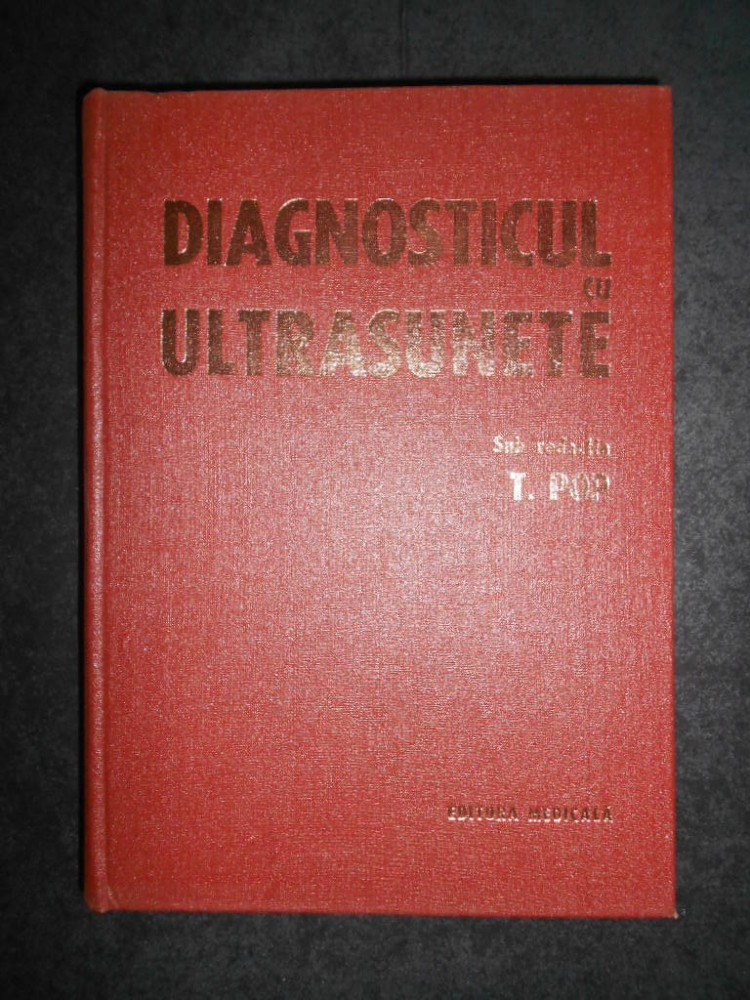 DIAGNOSTICUL
cu
ULTRASUNETE
Sub redacția
T. POP
EDITURA MEDICALĂ